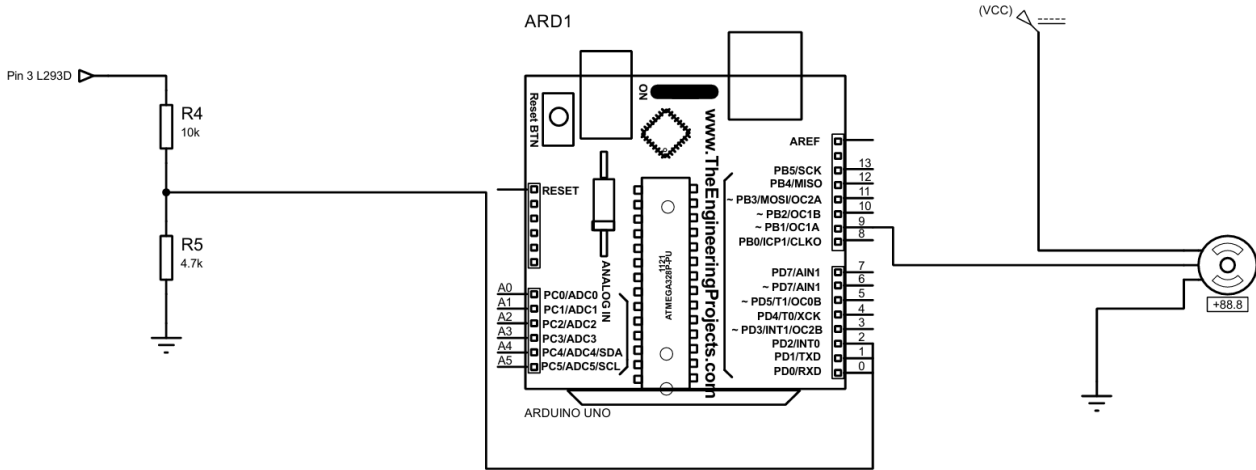 ARD1
(VCC)
Pin 3 L293D
R4
10k
R5
4.7k
Reset BTN
ON
www.TheEngineeringProjects.com
1121
ATMEGA328P-PU
ANALOG IN
RESET
A0 PC0/ADC0
A1 PC1/ADC1
A2 PC2/ADC2
A3 PC3/ADC3
A4 PC4/ADC4/SDA
A5 PC5/ADC5/SCL
AREF
PB5/SCK 13
PB4/MISO 12
~ PB3/MOSI/OC2A 11
~ PB2/OC1B 10
~ PB1/OC1A 9
PB0/ICP1/CLKO 8
PD7/AIN1 7
~ PD7/AIN1 6
~ PD5/T1/OC0B 5
PD4/T0/XCK 4
~ PD3/INT1/OC2B 3
PD2/INT0 2
PD1/TXD 1
PD0/RXD 0
ARDUINO UNO
+88.8